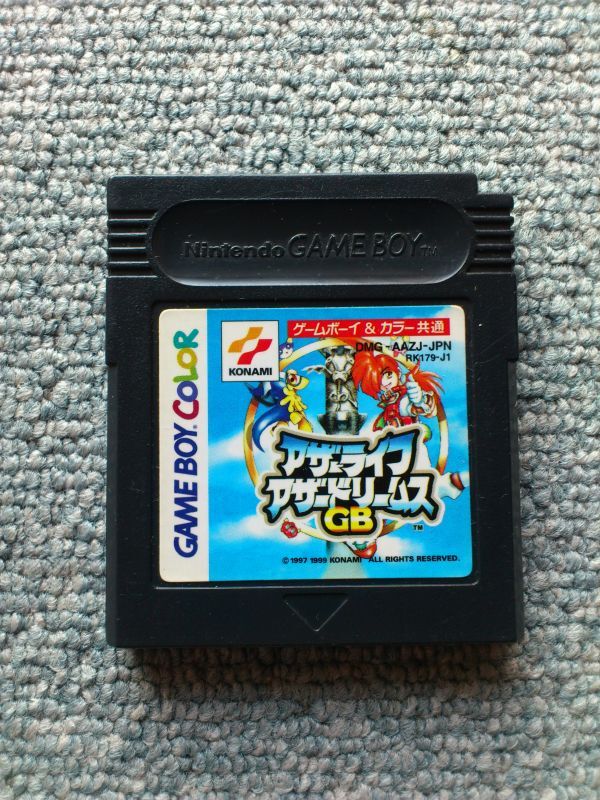 Nintendo GAME BOY TM
GAME BOY COLOR
KONAMI
ゲームボーイ & カラー共通
DMG-AAZJ-JPN
RK179-J1
アザーライフ
アザードリームス
GB
TM
© 1997 1999 KONAMI ALL RIGHTS RESERVED.